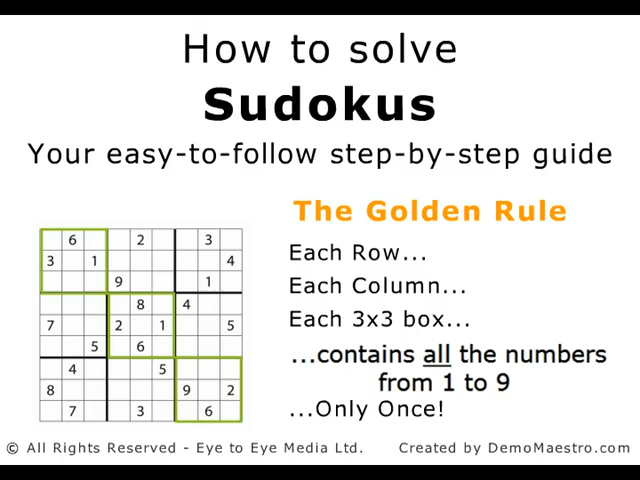 How to solve
Sudokus
Your easy-to-follow step-by-step guide
The Golden Rule
Each Row...
Each Column...
Each 3x3 box...
...contains all the numbers
from 1 to 9
...Only Once!
6 2 3
3 1 4
9 1
8 4
7 2 1 5
5 6
4 5
8 9 2
7 3 6
© All Rights Reserved - Eye to Eye Media Ltd. Created by DemoMaestro.com